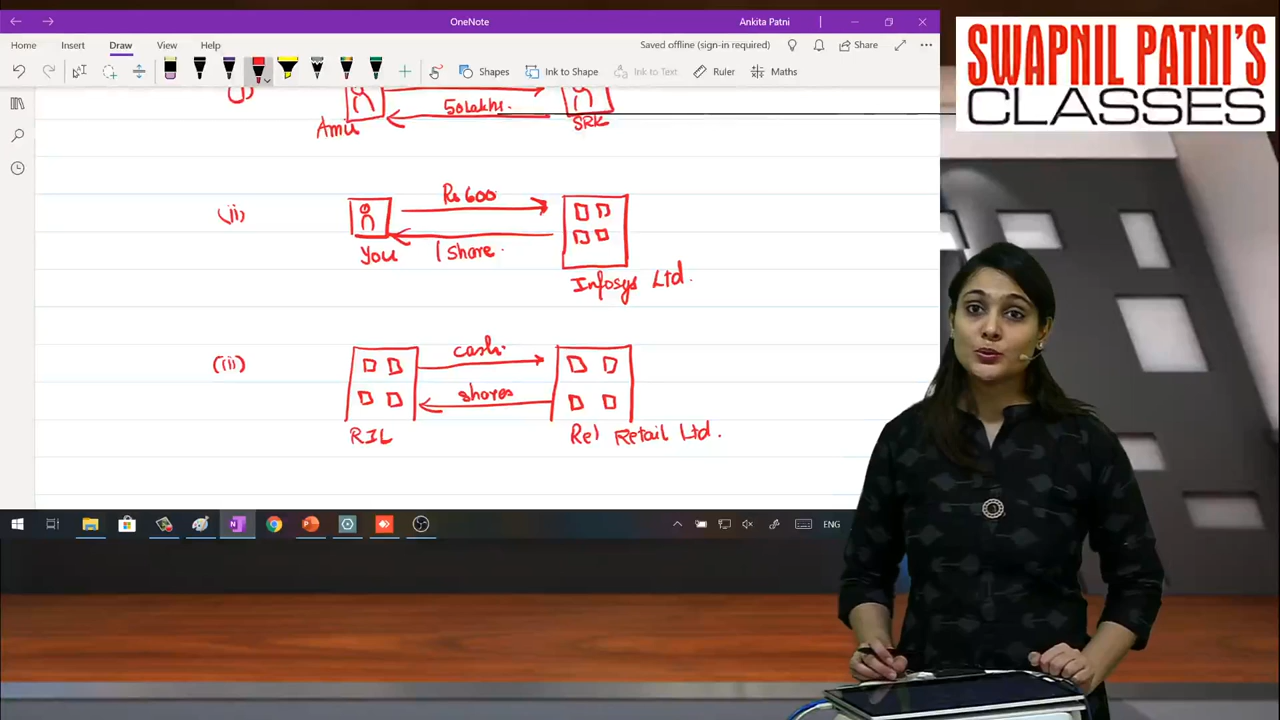 OneNote
Ankita Patni
Home Insert Draw View Help
Saved offline (sign-in required)
Share
Shapes
Ink to Shape
Ink to Text
Ruler
Maths
SWAPNIL PATNI'S
CLASSES
(i)
50 lakhs.
SRK
(ii)
Rs 600
You
1 share.
Infosys Ltd.
(iii)
cash.
shares
RIL
Rel Retail Ltd.
ENG